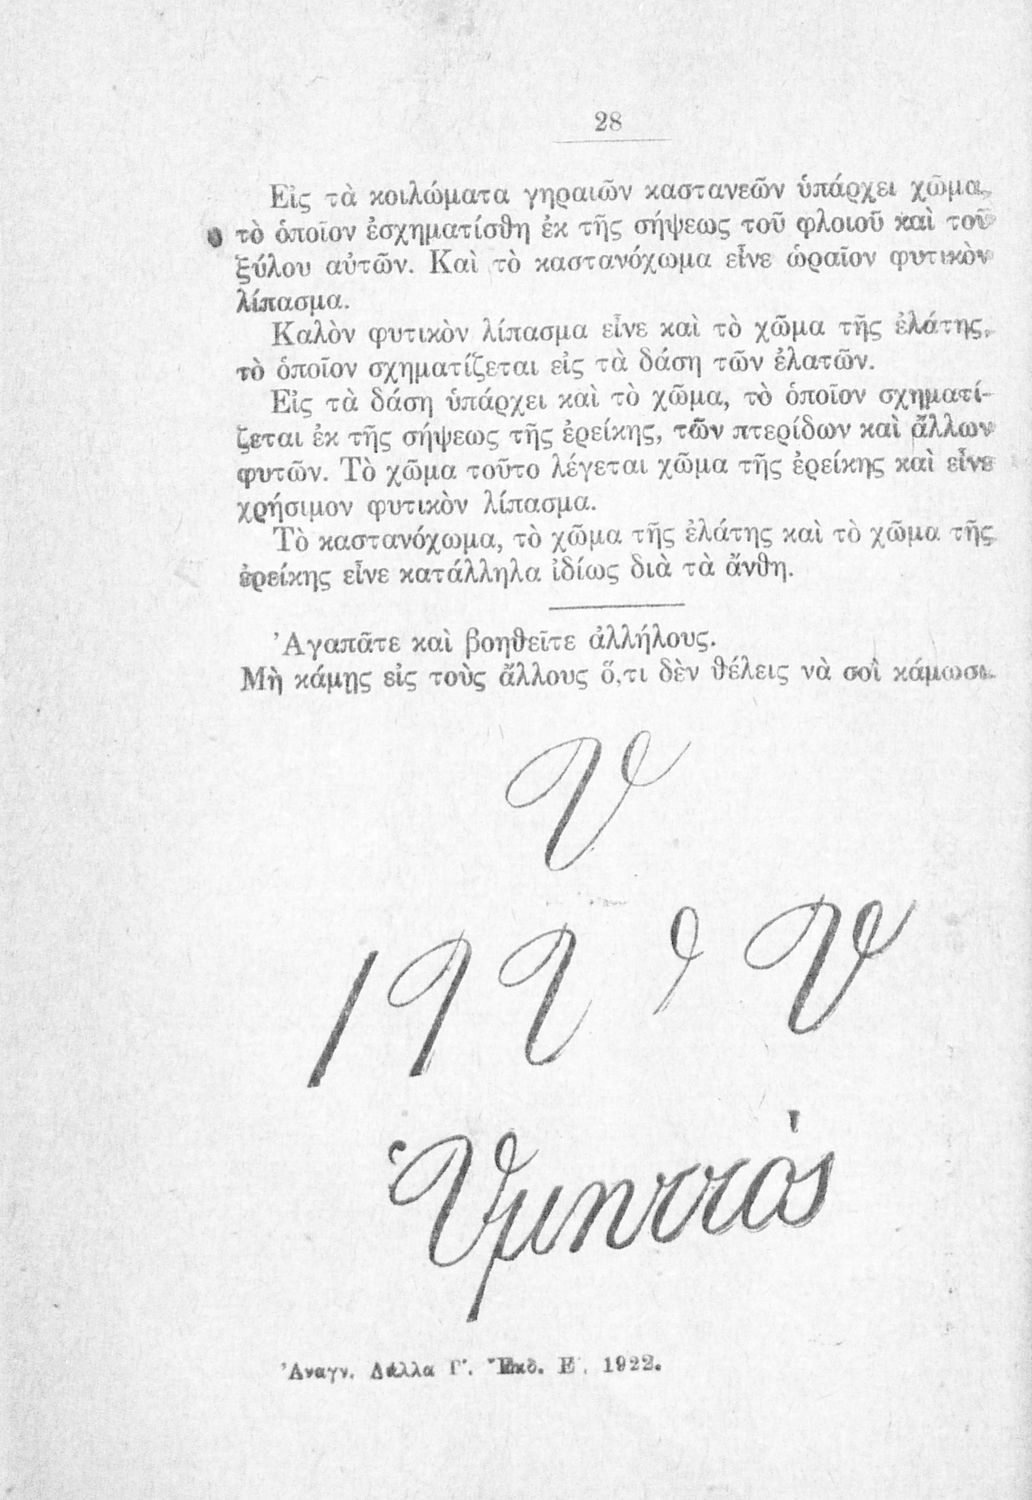 28
Εἰς τὰ κοιλώματα γηραιῶν καστανεῶν ὑπάρχει χῶμα,
τὸ ὁποῖον ἐσχηματίσθη ἐκ τῆς σήψεως τοῦ φλοιοῦ καὶ τοῦ
ξύλου αὐτῶν. Καὶ τὸ καστανόχωμα εἶνε ὡραῖον φυτικὸν
λίπασμα.
Καλὸν φυτικὸν λίπασμα εἶνε καὶ τὸ χῶμα τῆς ἐλάτης,
τὸ ὁποῖον σχηματίζεται εἰς τὰ δάση τῶν ἐλατῶν.
Εἰς τὰ δάση ὑπάρχει καὶ τὸ χῶμα, τὸ ὁποῖον σχηματί-
ζεται ἐκ τῆς σήψεως τῆς ἐρείκης, τῶν πτερίδων καὶ ἄλλων
φυτῶν. Τὸ χῶμα τοῦτο λέγεται χῶμα τῆς ἐρείκης καὶ εἶνε
χρήσιμον φυτικὸν λίπασμα.
Τὸ καστανόχωμα, τὸ χῶμα τῆς ἐλάτης καὶ τὸ χῶμα τῆς
ἐρείκης εἶνε κατάλληλα ἰδίως διὰ τὰ ἄνθη.
Ἀγαπᾶτε καὶ βοηθεῖτε ἀλλήλους.
Μὴ κάμῃς εἰς τοὺς ἄλλους ὅ,τι δὲν θέλεις νὰ σοὶ κάμωσι.
Υ
Υ
Ὑμηττός
Ἀναγν. Δέλλα Γ΄. Ἔκδ. Ε΄. 1922.